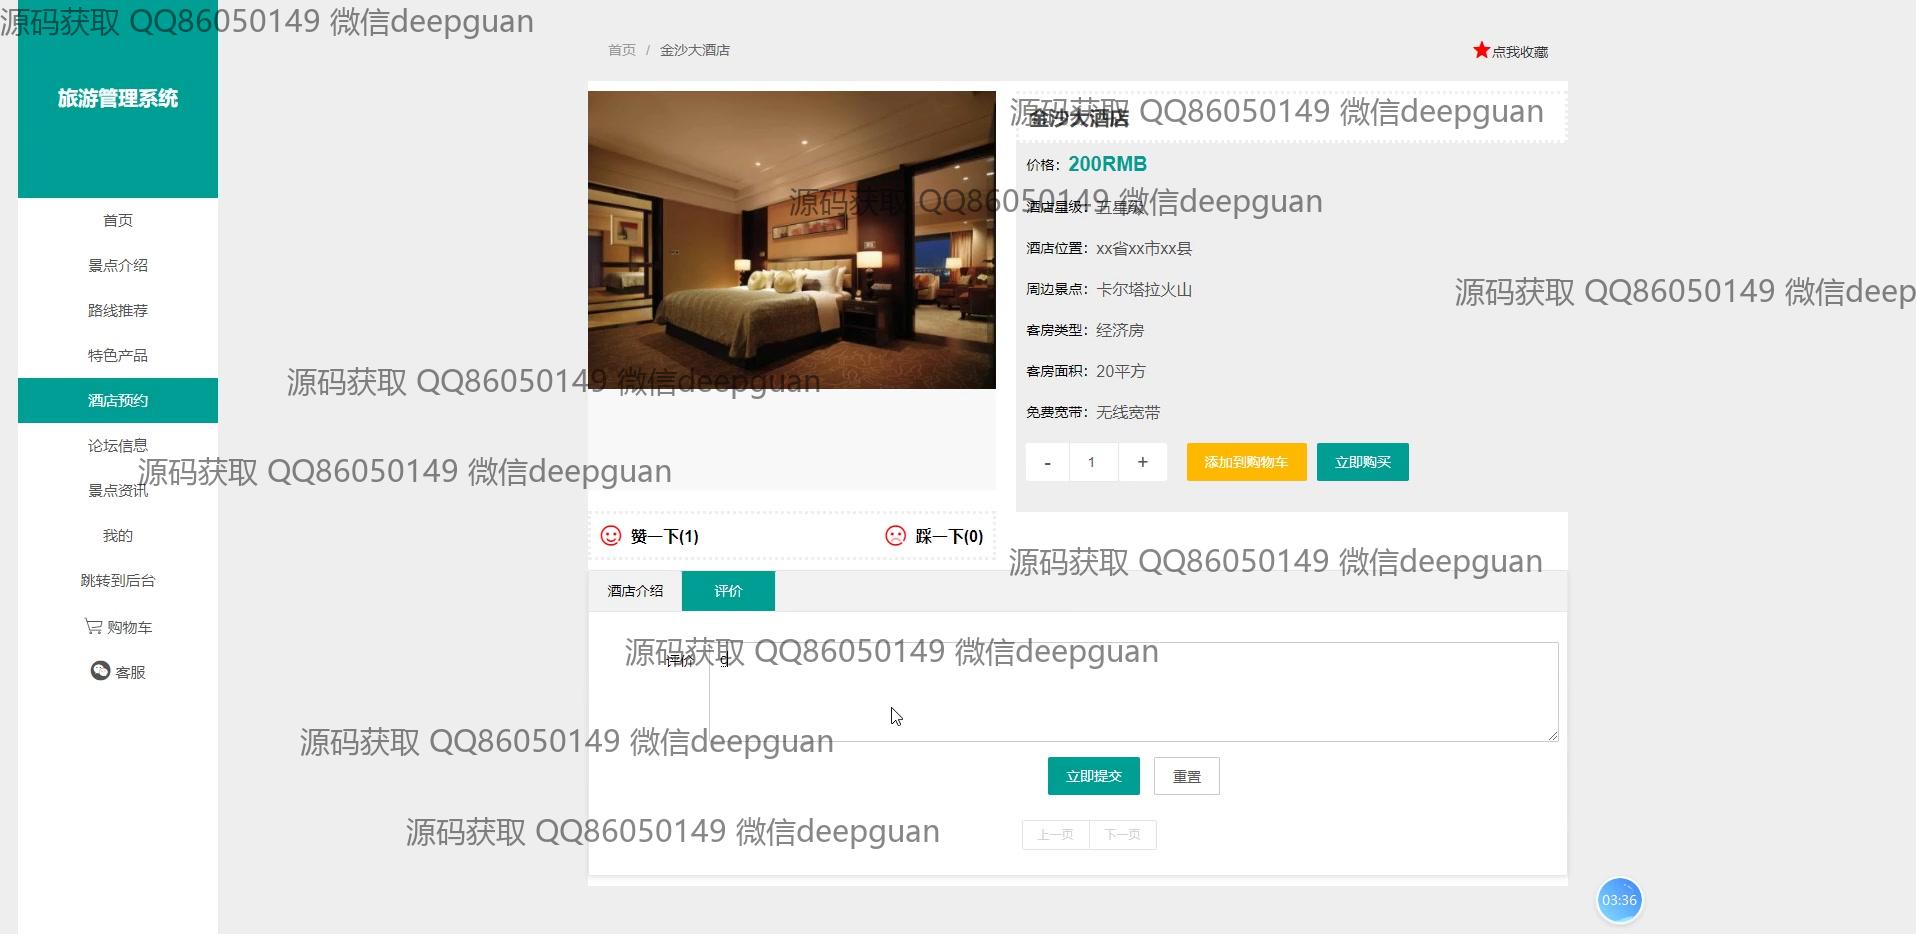 源码获取 QQ86050149 微信deepguan
旅游管理系统
首页
景点介绍
路线推荐
特色产品
酒店预约
论坛信息
景点资讯
我的
跳转到后台
购物车
客服
首页 / 金沙大酒店
点我收藏
源码获取 QQ86050149 微信deepguan
金沙大酒店
价格: 200RMB
源码获取 QQ86050149 微信deepguan
酒店星级: 五星级
酒店位置: xx省xx市xx县
源码获取 QQ86050149 微信deep
周边景点: 卡尔塔拉火山
客房类型: 经济房
客房面积: 20平方
源码获取 QQ86050149 微信deepguan
免费宽带: 无线宽带
- 1 + 添加到购物车 立即购买
源码获取 QQ86050149 微信deepguan
赞一下(1) 踩一下(0)
源码获取 QQ86050149 微信deepguan
酒店介绍 评价
源码获取 QQ86050149 微信deepguan
评价 g
源码获取 QQ86050149 微信deepguan
立即提交 重置
源码获取 QQ86050149 微信deepguan
上一页 下一页
03:36